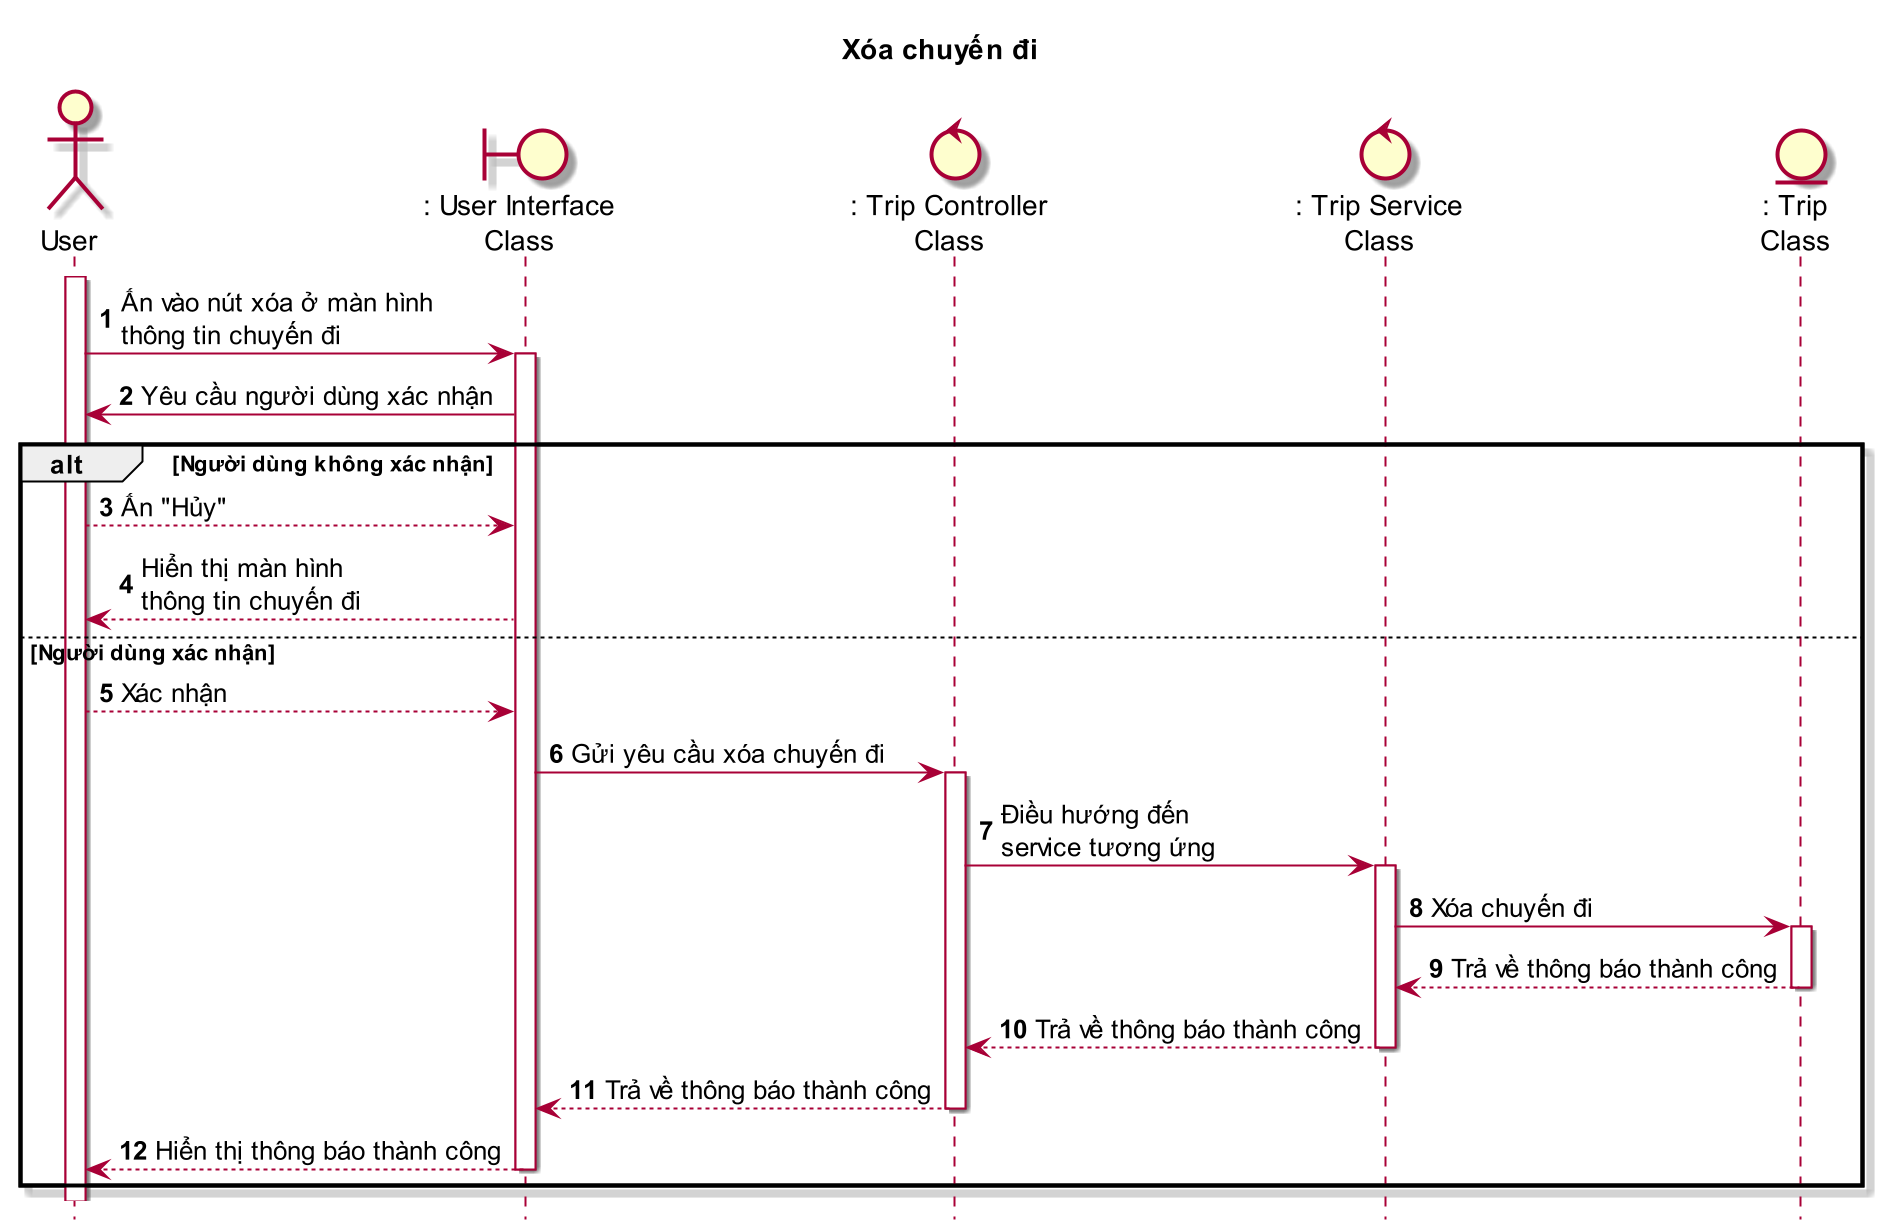 Xóa chuyến đi
User
: User Interface
Class
: Trip Controller
Class
: Trip Service
Class
: Trip
Class
1 Ấn vào nút xóa ở màn hình
thông tin chuyến đi
2 Yêu cầu người dùng xác nhận
alt [Người dùng không xác nhận]
3 Ấn "Hủy"
4 Hiển thị màn hình
thông tin chuyến đi
[Người dùng xác nhận]
5 Xác nhận
6 Gửi yêu cầu xóa chuyến đi
7 Điều hướng đến
service tương ứng
8 Xóa chuyến đi
9 Trả về thông báo thành công
10 Trả về thông báo thành công
11 Trả về thông báo thành công
12 Hiển thị thông báo thành công